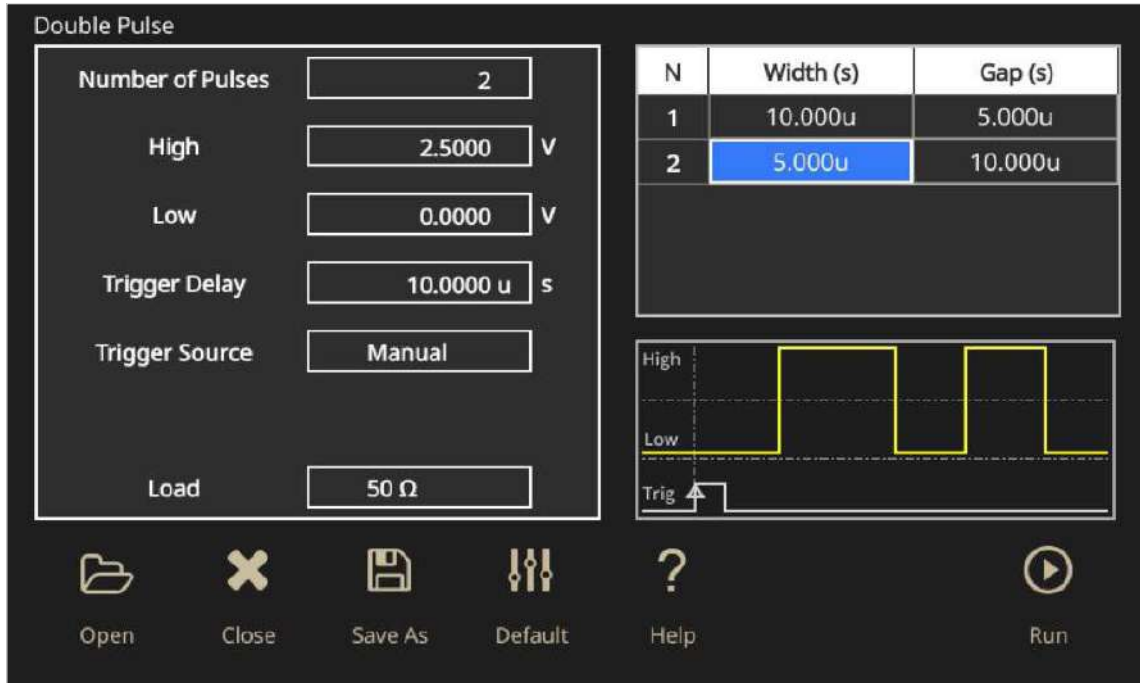 Double Pulse
Number of Pulses 2
High 2.5000 V
Low 0.0000 V
Trigger Delay 10.0000 u s
Trigger Source Manual
Load 50 Ω
N Width (s) Gap (s)
1 10.000u 5.000u
2 5.000u 10.000u
High
Low
Trig
Open Close Save As Default Help Run